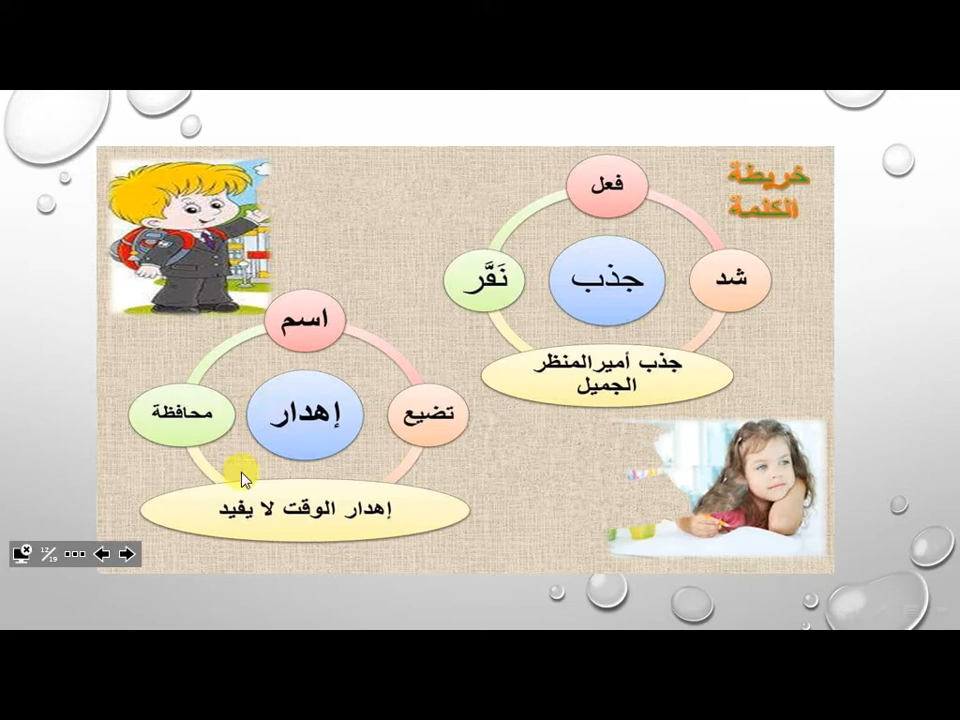 خريطة
الكلمة
فعل
شد
جذب
نَفَّر
جذب أميرالمنظر
الجميل
اسم
تضيع
إهدار
محافظة
إهدار الوقت لا يفيد
12/19